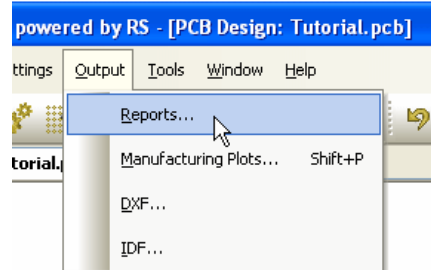 powered by RS - [PCB Design: Tutorial.pcb]
ttings Output Tools Window Help
Reports...
torial.
Manufacturing Plots... Shift+P
DXF...
IDF...